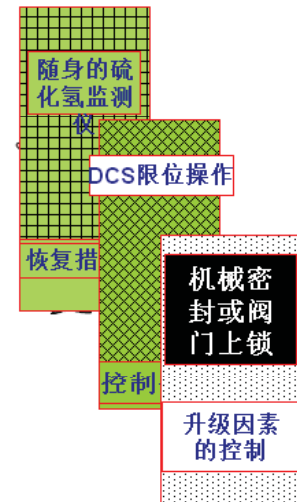 随身的硫
化氢监测
仪
DCS限位操作
恢复措
机械密
封或阀
门上锁
控制
升级因素
的控制